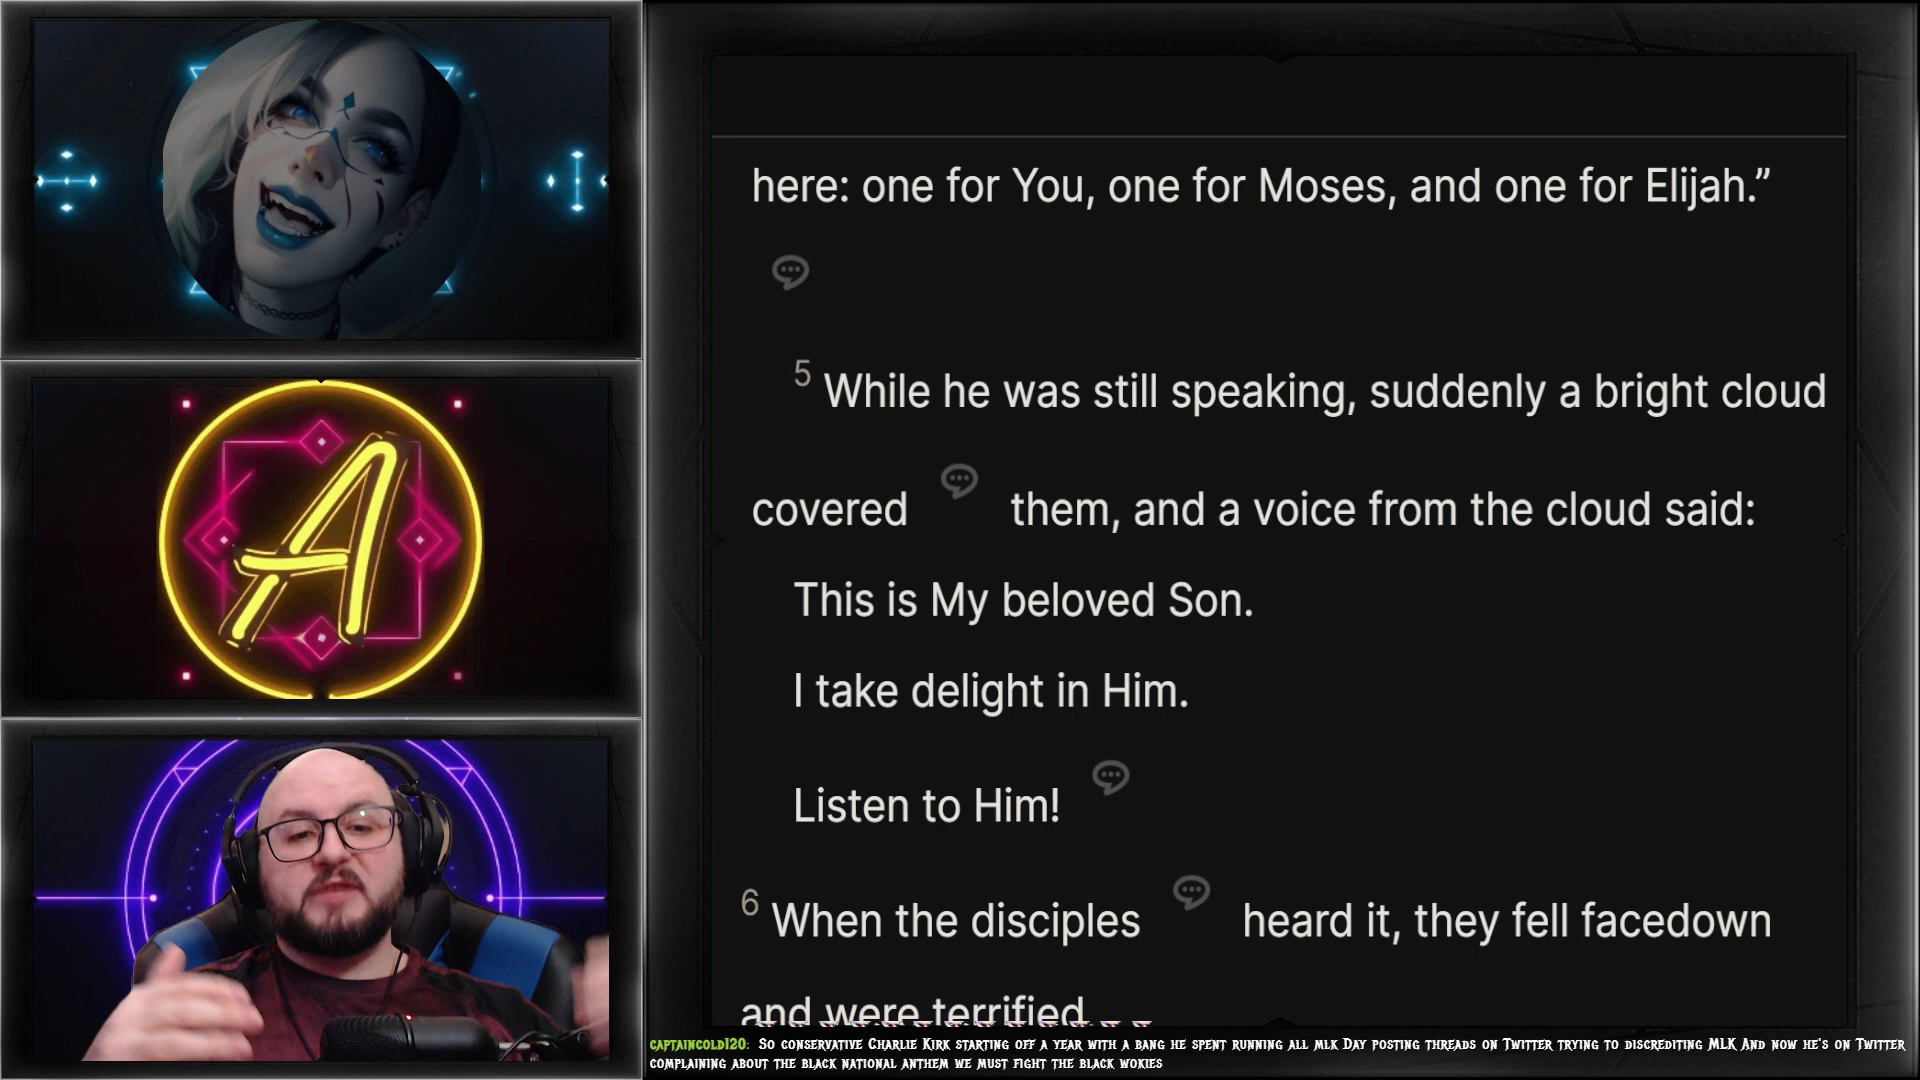 here: one for You, one for Moses, and one for Elijah.”
5 While he was still speaking, suddenly a bright cloud
covered them, and a voice from the cloud said:
This is My beloved Son.
I take delight in Him.
Listen to Him!
6 When the disciples heard it, they fell facedown
and were terrified.
A
captaincold120: So conservative Charlie Kirk starting off a year with a bang he spent running all mlk Day posting threads on Twitter trying to discrediting MLK And now he's on Twitter
complaining about the black national anthem we must fight the black wokies